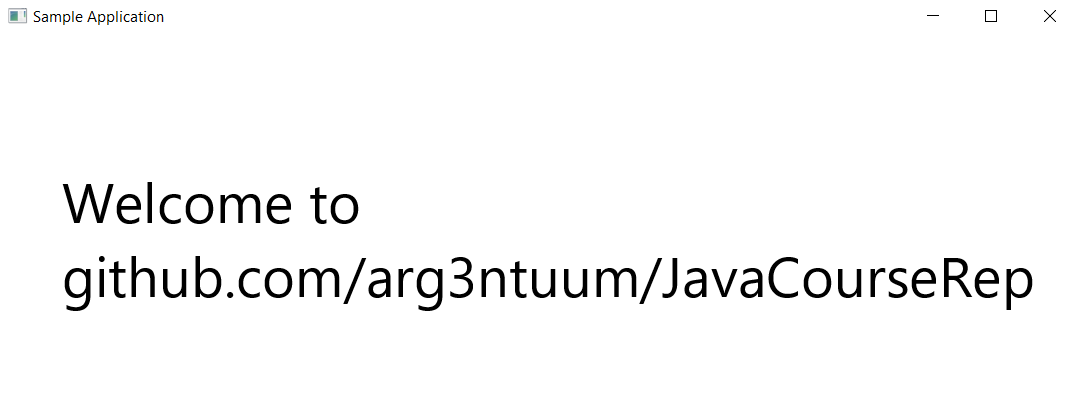 Sample Application
Welcome to
github.com/arg3ntuum/JavaCourseRep